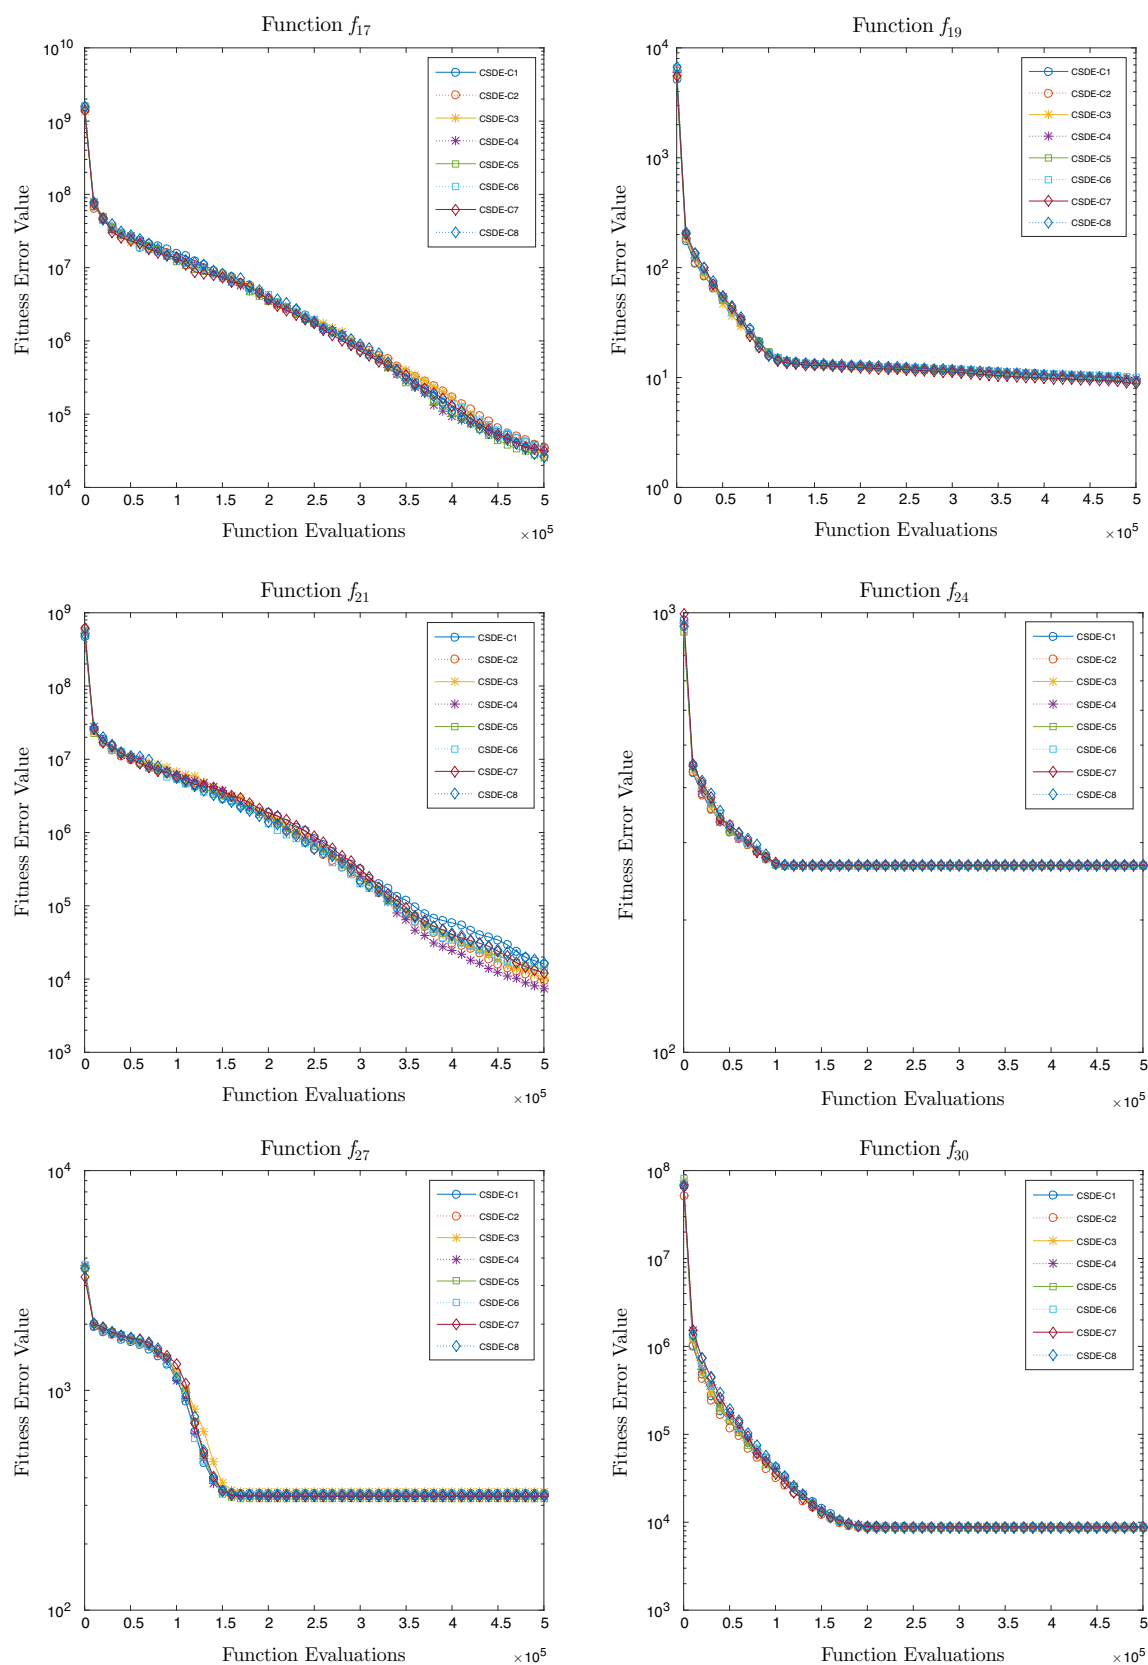 Function f17
10^10
10^9
10^8
10^7
10^6
10^5
10^4
Fitness Error Value
CSDE-C1
CSDE-C2
CSDE-C3
CSDE-C4
CSDE-C5
CSDE-C6
CSDE-C7
CSDE-C8
0 0.5 1 1.5 2 2.5 3 3.5 4 4.5 5
Function Evaluations
×10^5
Function f19
10^4
10^3
10^2
10^1
10^0
Fitness Error Value
CSDE-C1
CSDE-C2
CSDE-C3
CSDE-C4
CSDE-C5
CSDE-C6
CSDE-C7
CSDE-C8
0 0.5 1 1.5 2 2.5 3 3.5 4 4.5 5
Function Evaluations
×10^5
Function f21
10^9
10^8
10^7
10^6
10^5
10^4
10^3
Fitness Error Value
CSDE-C1
CSDE-C2
CSDE-C3
CSDE-C4
CSDE-C5
CSDE-C6
CSDE-C7
CSDE-C8
0 0.5 1 1.5 2 2.5 3 3.5 4 4.5 5
Function Evaluations
×10^5
Function f24
10^3
10^2
Fitness Error Value
CSDE-C1
CSDE-C2
CSDE-C3
CSDE-C4
CSDE-C5
CSDE-C6
CSDE-C7
CSDE-C8
0 0.5 1 1.5 2 2.5 3 3.5 4 4.5 5
Function Evaluations
×10^5
Function f27
10^4
10^3
10^2
Fitness Error Value
CSDE-C1
CSDE-C2
CSDE-C3
CSDE-C4
CSDE-C5
CSDE-C6
CSDE-C7
CSDE-C8
0 0.5 1 1.5 2 2.5 3 3.5 4 4.5 5
Function Evaluations
×10^5
Function f30
10^8
10^7
10^6
10^5
10^4
10^3
Fitness Error Value
CSDE-C1
CSDE-C2
CSDE-C3
CSDE-C4
CSDE-C5
CSDE-C6
CSDE-C7
CSDE-C8
0 0.5 1 1.5 2 2.5 3 3.5 4 4.5 5
Function Evaluations
×10^5